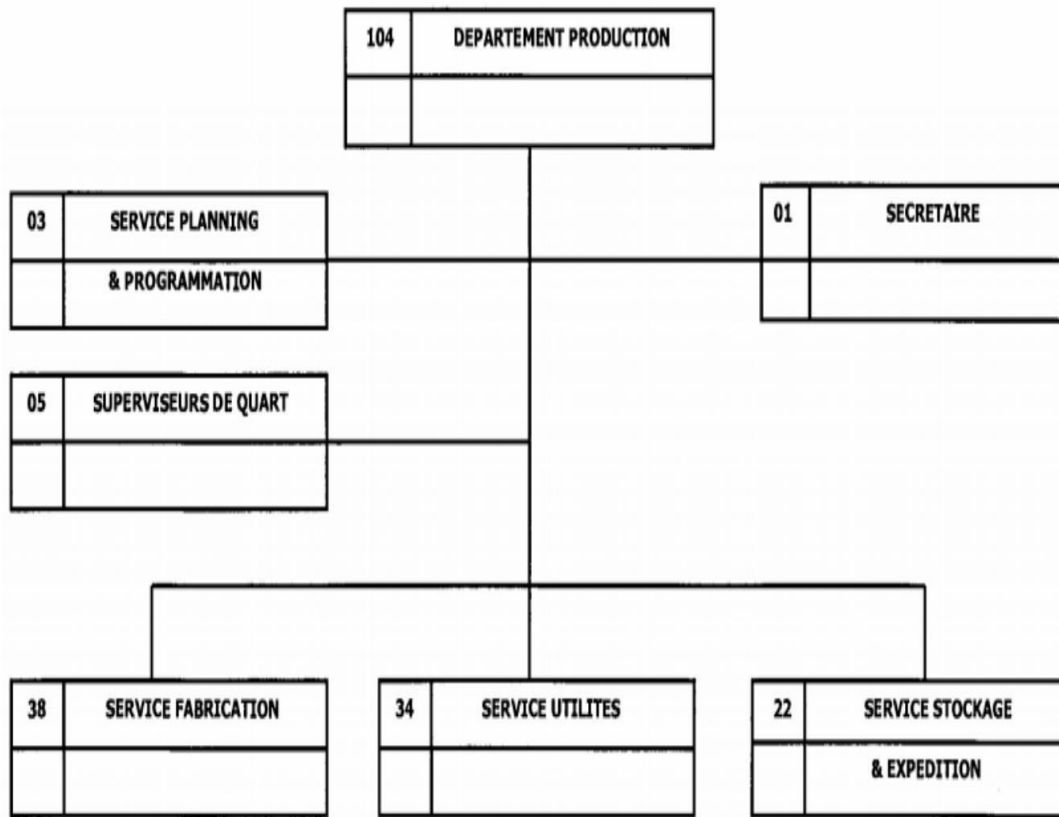 104 DEPARTEMENT PRODUCTION
03 SERVICE PLANNING
& PROGRAMMATION
01 SECRETAIRE
05 SUPERVISEURS DE QUART
38 SERVICE FABRICATION
34 SERVICE UTILITES
22 SERVICE STOCKAGE
& EXPEDITION